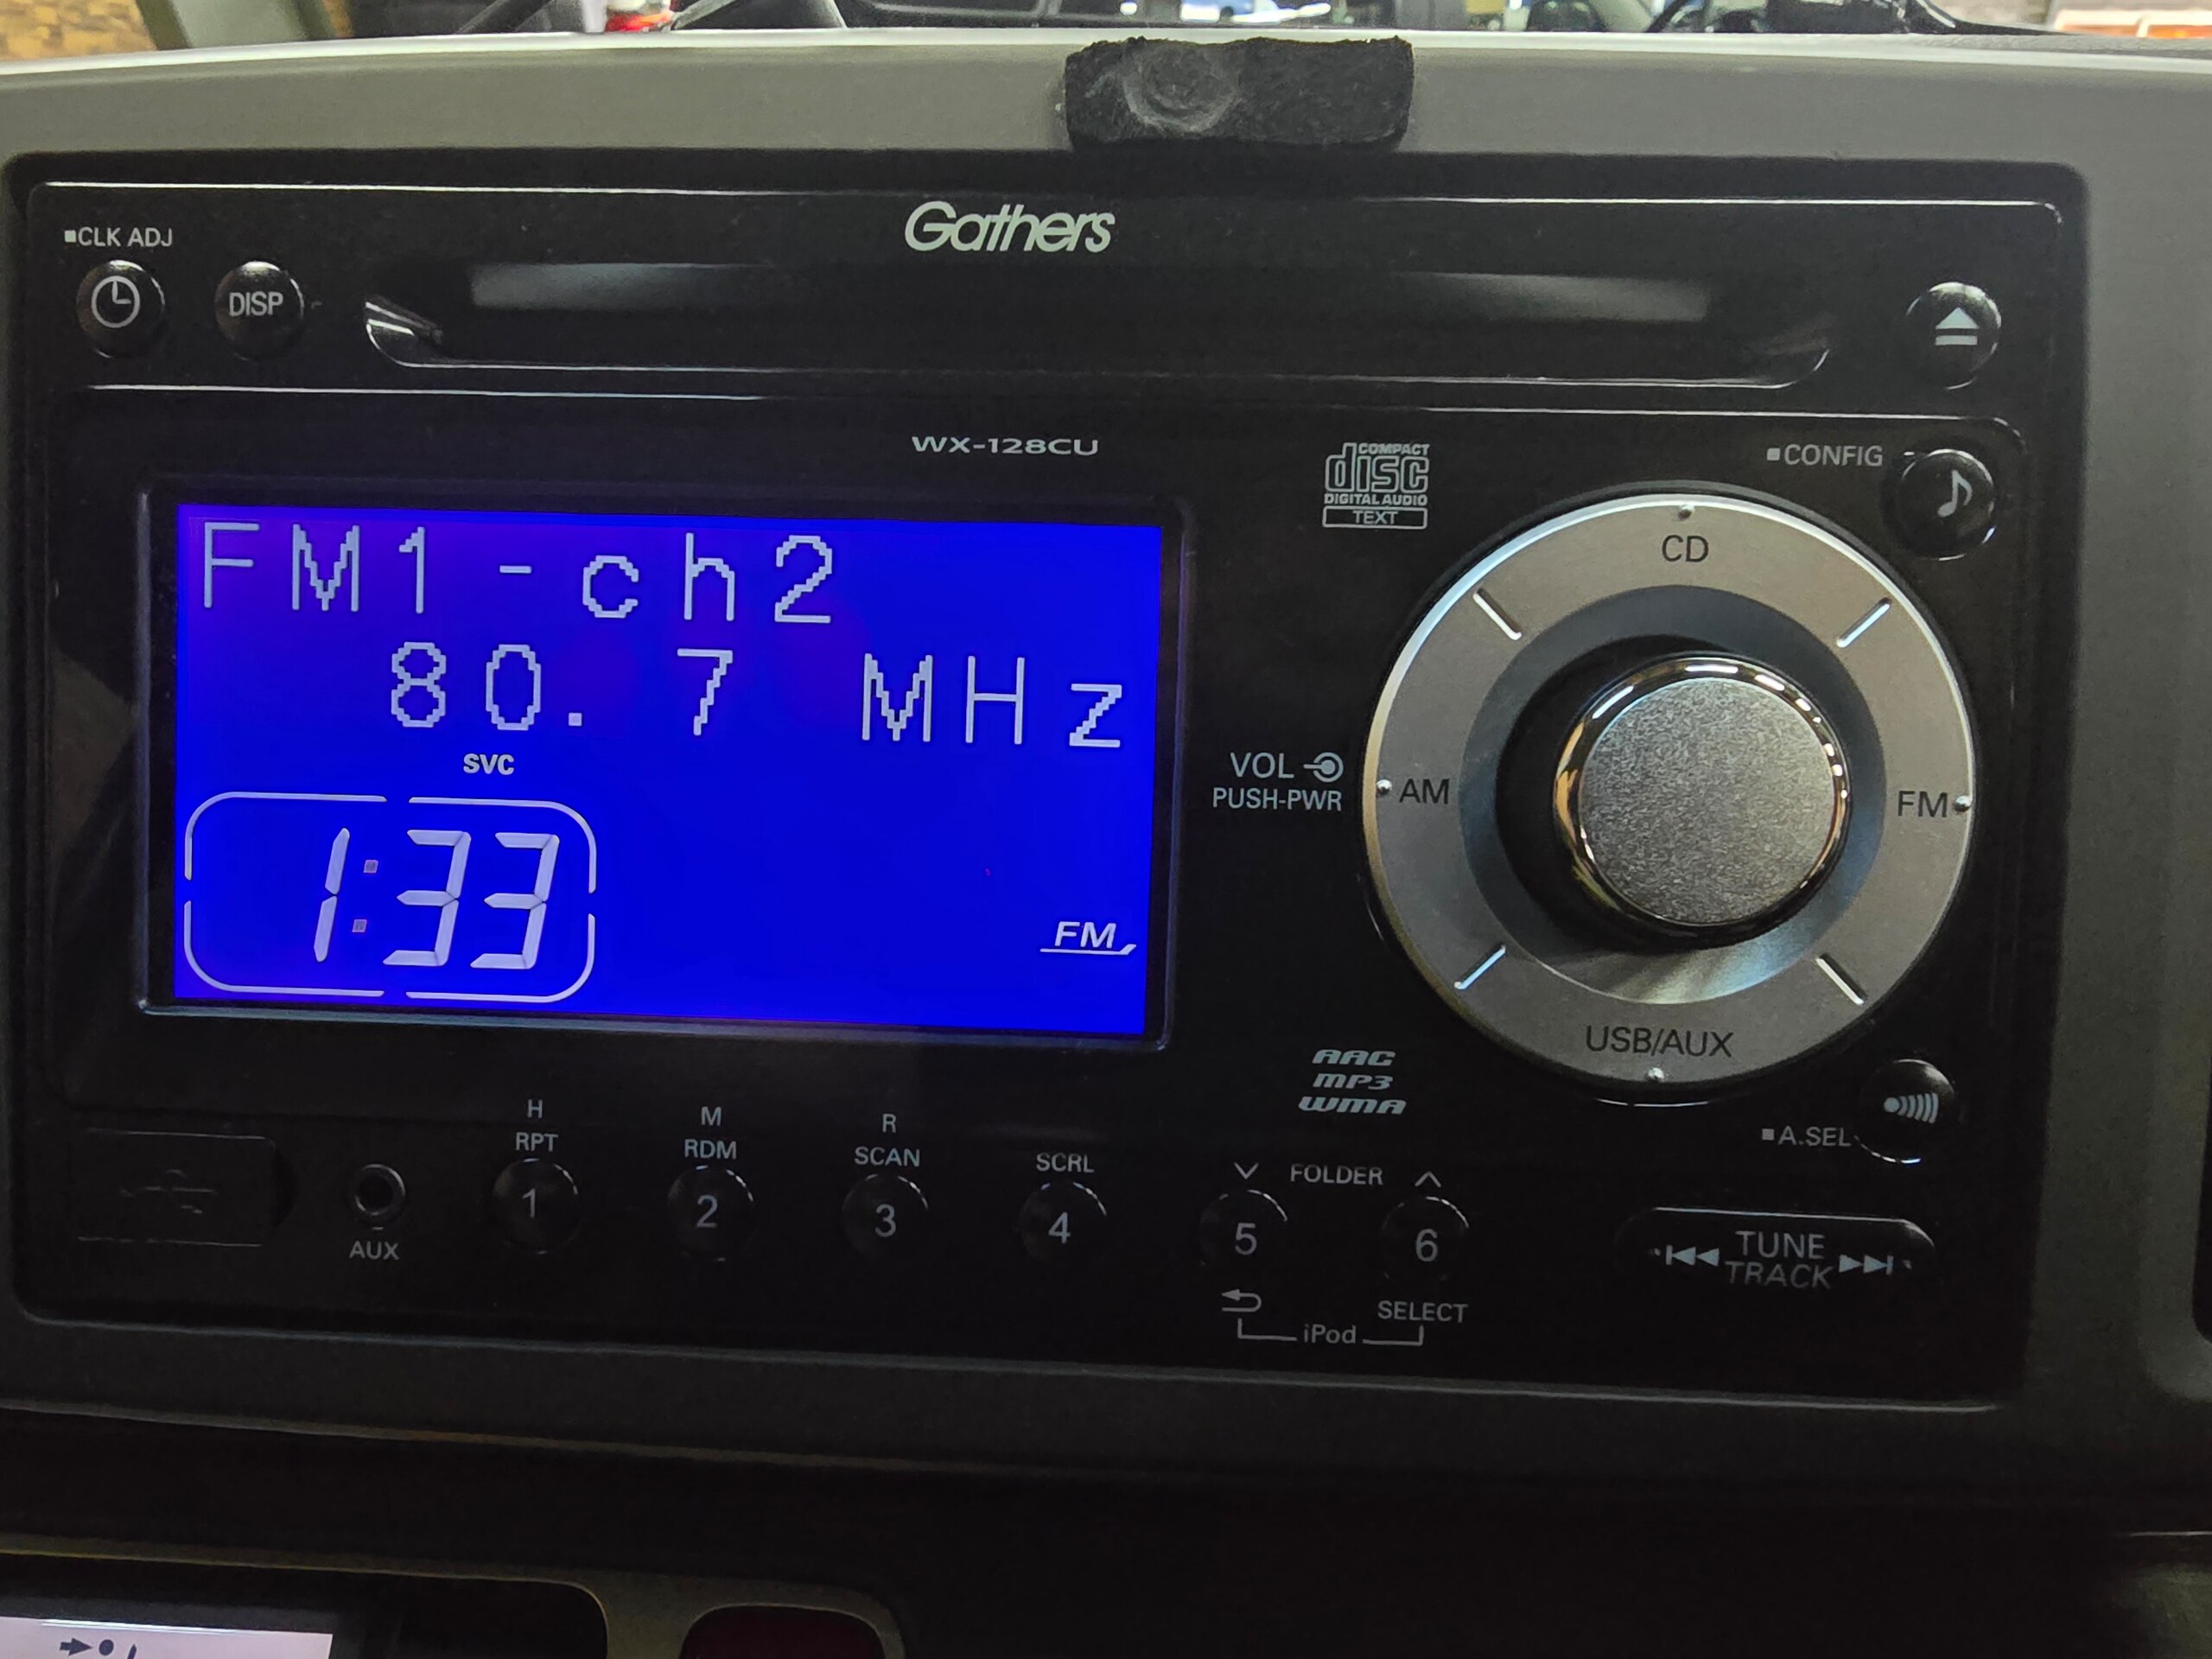 Gathers
CLK ADJ
DISP
WX-128CU
COMPACT
disc
DIGITAL AUDIO
TEXT
CONFIG
FM1-ch2
80.7 MHz
SVC
1:33
FM
CD
AM
FM
USB/AUX
VOL
PUSH-PWR
AAC
MP3
WMA
A.SEL
H
RPT
1
M
RDM
2
R
SCAN
3
SCRL
4
FOLDER
5
6
AUX
TUNE
TRACK
SELECT
iPod